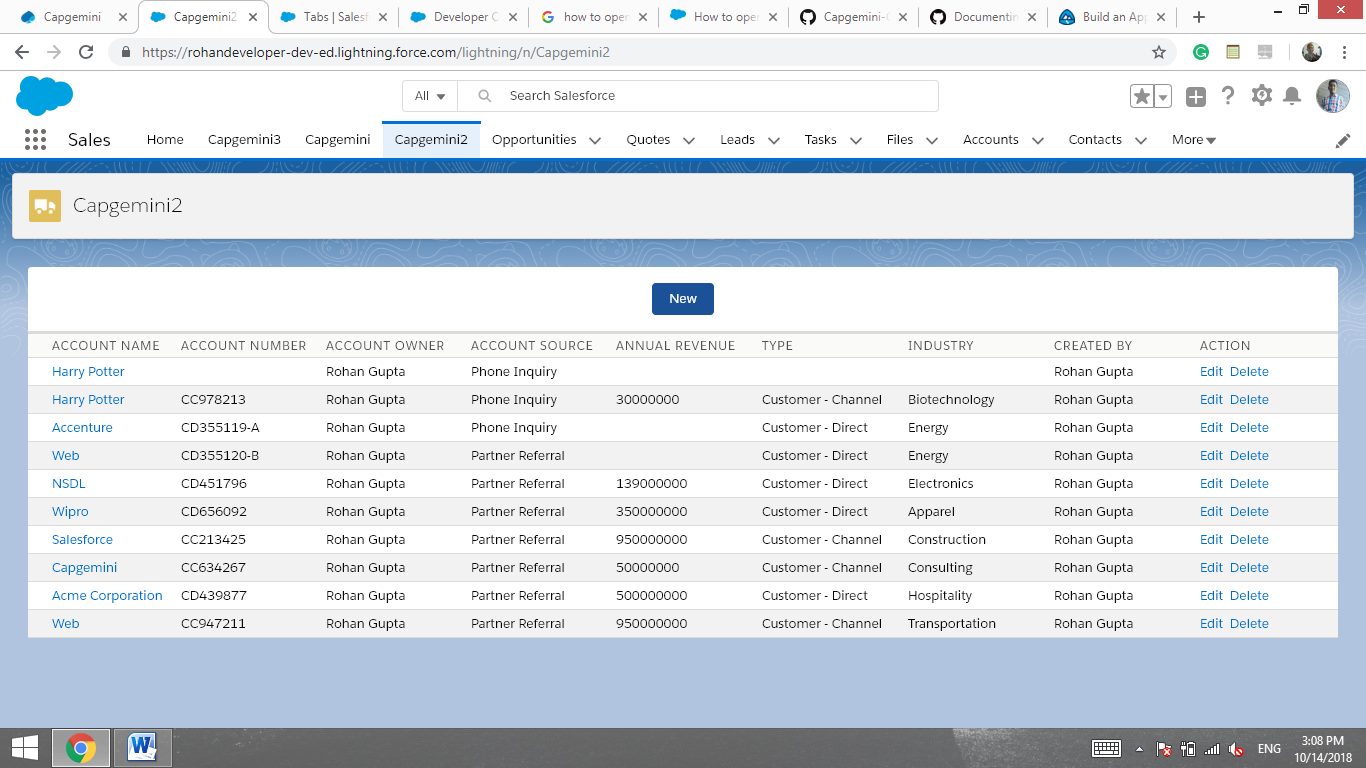 Capgemini Capgemini2 Tabs | Salesf Developer C how to open How to open Capgemini-C Documentin Build an App
https://rohandeveloper-dev-ed.lightning.force.com/lightning/n/Capgemini2
All Search Salesforce
Sales Home Capgemini3 Capgemini Capgemini2 Opportunities Quotes Leads Tasks Files Accounts Contacts More
Capgemini2
New
ACCOUNT NAME ACCOUNT NUMBER ACCOUNT OWNER ACCOUNT SOURCE ANNUAL REVENUE TYPE INDUSTRY CREATED BY ACTION
Harry Potter Rohan Gupta Phone Inquiry Rohan Gupta Edit Delete
Harry Potter CC978213 Rohan Gupta Phone Inquiry 30000000 Customer - Channel Biotechnology Rohan Gupta Edit Delete
Accenture CD355119-A Rohan Gupta Phone Inquiry Customer - Direct Energy Rohan Gupta Edit Delete
Web CD355120-B Rohan Gupta Partner Referral Customer - Direct Energy Rohan Gupta Edit Delete
NSDL CD451796 Rohan Gupta Partner Referral 139000000 Customer - Direct Electronics Rohan Gupta Edit Delete
Wipro CD656092 Rohan Gupta Partner Referral 350000000 Customer - Direct Apparel Rohan Gupta Edit Delete
Salesforce CC213425 Rohan Gupta Partner Referral 950000000 Customer - Channel Construction Rohan Gupta Edit Delete
Capgemini CC634267 Rohan Gupta Partner Referral 50000000 Customer - Channel Consulting Rohan Gupta Edit Delete
Acme Corporation CD439877 Rohan Gupta Partner Referral 500000000 Customer - Direct Hospitality Rohan Gupta Edit Delete
Web CC947211 Rohan Gupta Partner Referral 950000000 Customer - Channel Transportation Rohan Gupta Edit Delete
ENG 3:08 PM
10/14/2018